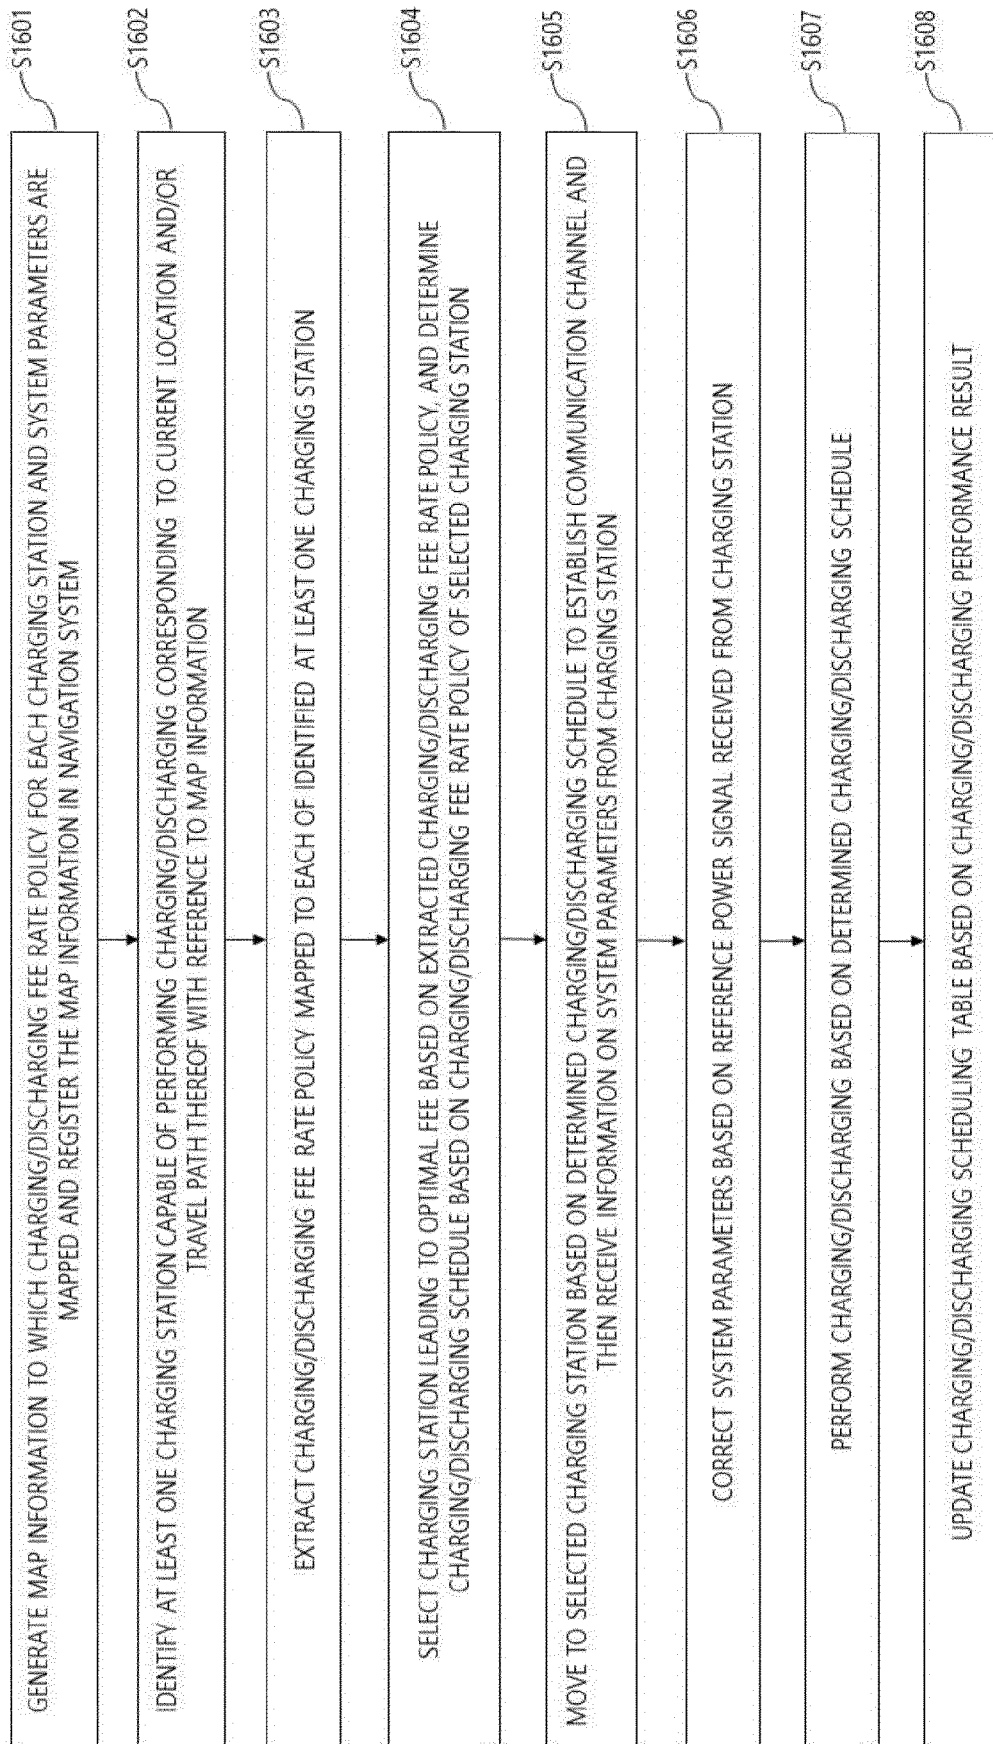 S1601
GENERATE MAP INFORMATION TO WHICH CHARGING/DISCHARGING FEE RATE POLICY FOR EACH CHARGING STATION AND SYSTEM PARAMETERS ARE
MAPPED AND REGISTER THE MAP INFORMATION IN NAVIGATION SYSTEM
S1602
IDENTIFY AT LEAST ONE CHARGING STATION CAPABLE OF PERFORMING CHARGING/DISCHARGING CORRESPONDING TO CURRENT LOCATION AND/OR
TRAVEL PATH THEREOF WITH REFERENCE TO MAP INFORMATION
S1603
EXTRACT CHARGING/DISCHARGING FEE RATE POLICY MAPPED TO EACH OF IDENTIFIED AT LEAST ONE CHARGING STATION
S1604
SELECT CHARGING STATION LEADING TO OPTIMAL FEE BASED ON EXTRACTED CHARGING/DISCHARGING FEE RATE POLICY, AND DETERMINE
CHARGING/DISCHARGING SCHEDULE BASED ON CHARGING/DISCHARGING FEE RATE POLICY OF SELECTED CHARGING STATION
S1605
MOVE TO SELECTED CHARGING STATION BASED ON DETERMINED CHARGING/DISCHARGING SCHEDULE TO ESTABLISH COMMUNICATION CHANNEL AND
THEN RECEIVE INFORMATION ON SYSTEM PARAMETERS FROM CHARGING STATION
S1606
CORRECT SYSTEM PARAMETERS BASED ON REFERENCE POWER SIGNAL RECEIVED FROM CHARGING STATION
S1607
PERFORM CHARGING/DISCHARGING BASED ON DETERMINED CHARGING/DISCHARGING SCHEDULE
S1608
UPDATE CHARGING/DISCHARGING SCHEDULING TABLE BASED ON CHARGING/DISCHARGING PERFORMANCE RESULT